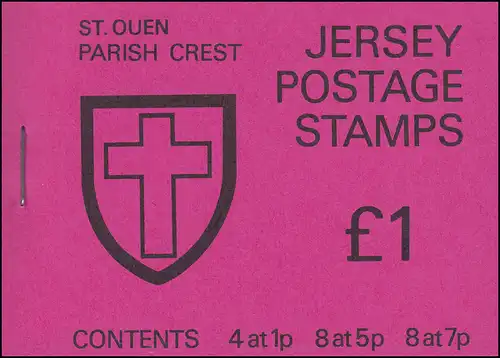 ST. OUEN
PARISH CREST
JERSEY
POSTAGE
STAMPS
£1
CONTENTS 4 at 1p 8 at 5p 8 at 7p